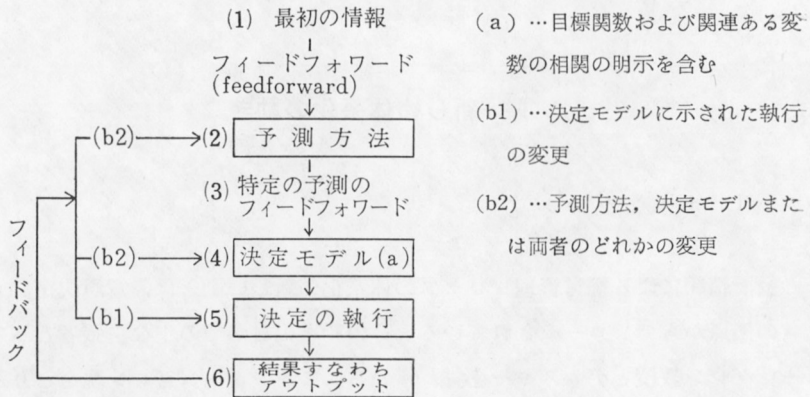 (1) 最初の情報
フィードフォワード
(feedforward)
(b2) (2) 予測方法
(3) 特定の予測の
フィードフォワード
(b2) (4) 決定モデル(a)
(b1) (5) 決定の執行
(6) 結果すなわち
アウトプット
フィードバック
(a)…目標関数および関連ある変
数の相関の明示を含む
(b1)…決定モデルに示された執行
の変更
(b2)…予測方法，決定モデルまた
は両者のどれかの変更